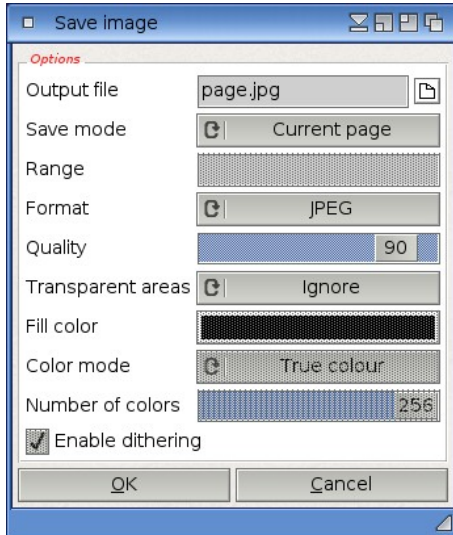 Save image
Options
Output file page.jpg
Save mode Current page
Range
Format JPEG
Quality 90
Transparent areas Ignore
Fill color
Color mode True colour
Number of colors 256
Enable dithering
OK Cancel